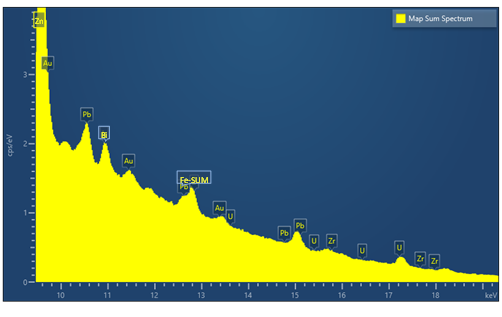 Map Sum Spectrum
Zn
Au
3
Pb
Bi
cps/eV
2
Au
Fe-SUM
Pb
1
Au
U
Pb
Pb
U
Zr
U
U
Zr
Zr
0
10 11 12 13 14 15 16 17 18 keV